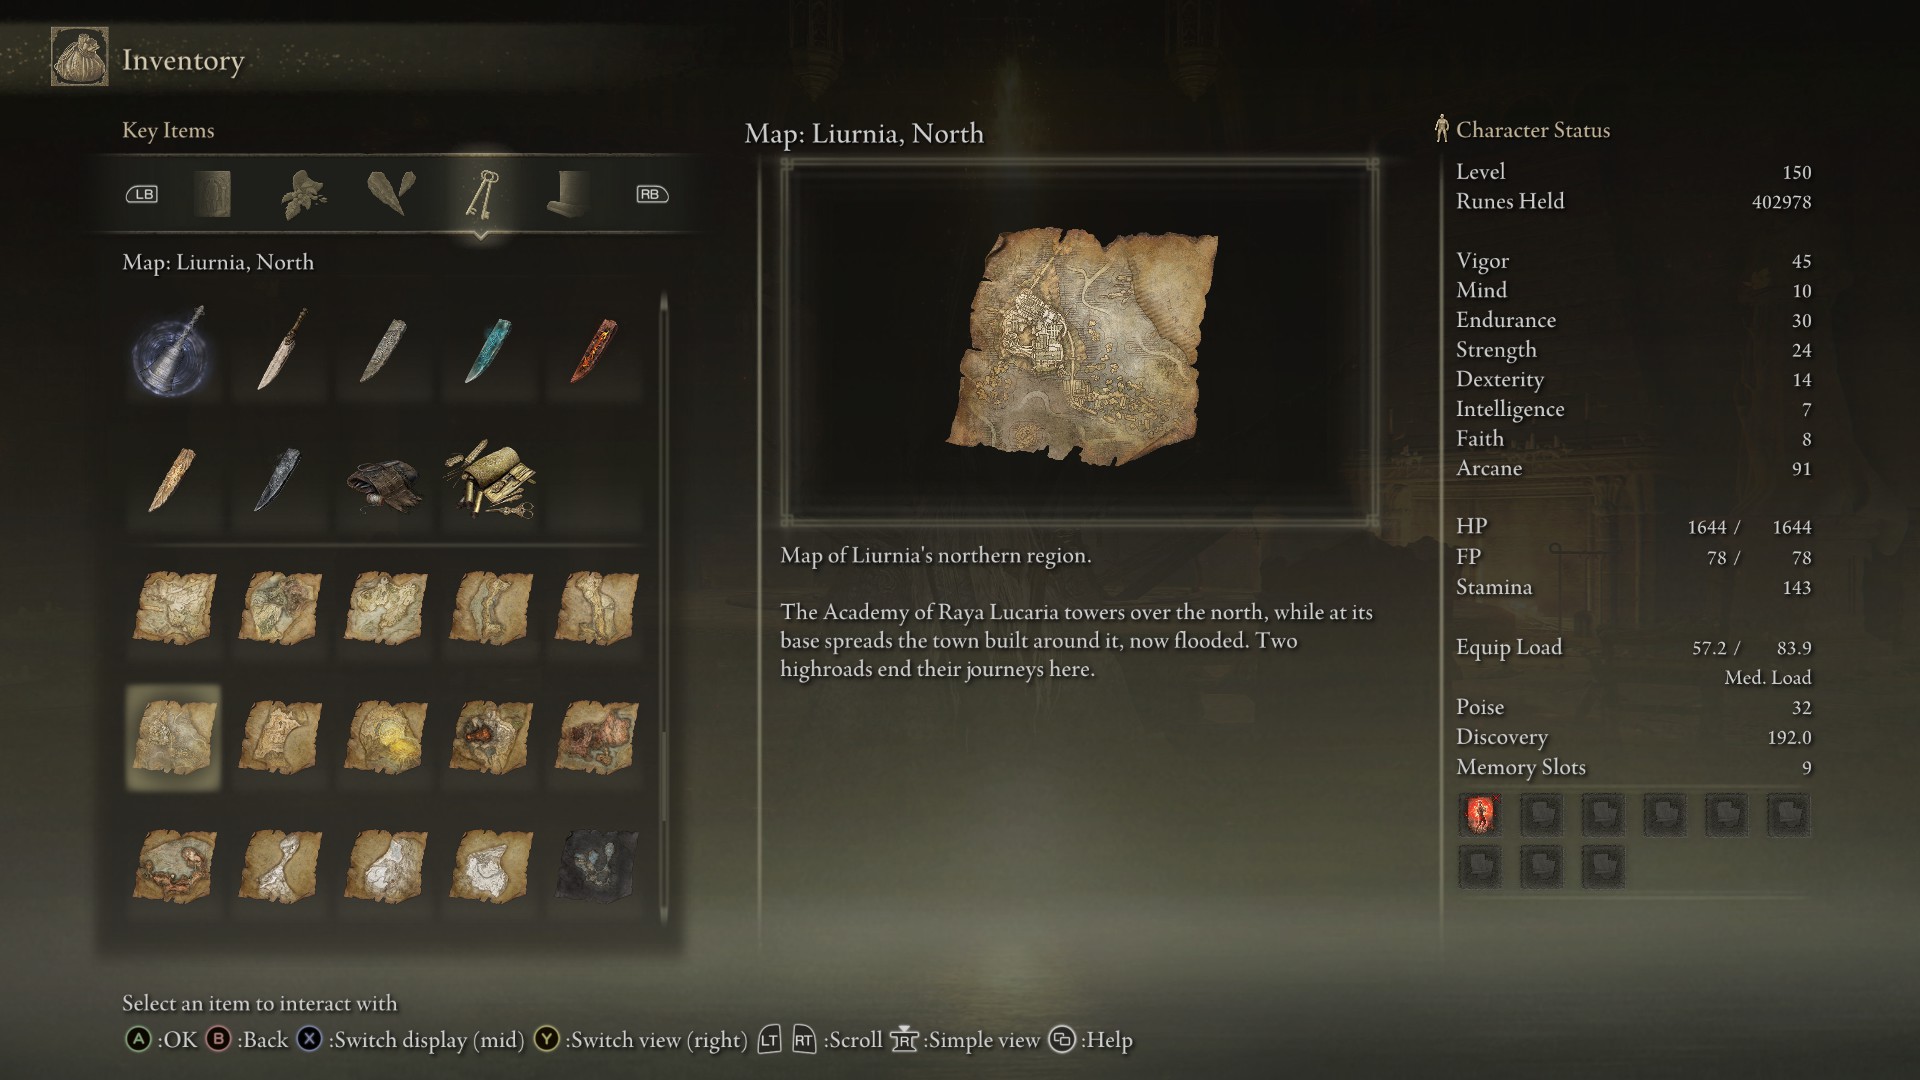 Inventory
Key Items
LB
RB
Map: Liurnia, North
Map: Liurnia, North
Map of Liurnia's northern region.
The Academy of Raya Lucaria towers over the north, while at its
base spreads the town built around it, now flooded. Two
highroads end their journeys here.
Character Status
Level 150
Runes Held 402978
Vigor 45
Mind 10
Endurance 30
Strength 24
Dexterity 14
Intelligence 7
Faith 8
Arcane 91
HP 1644 / 1644
FP 78 / 78
Stamina 143
Equip Load 57.2 / 83.9
Med. Load
Poise 32
Discovery 192.0
Memory Slots 9
Select an item to interact with
A :OK B :Back X :Switch display (mid) Y :Switch view (right) LT RT :Scroll R :Simple view :Help